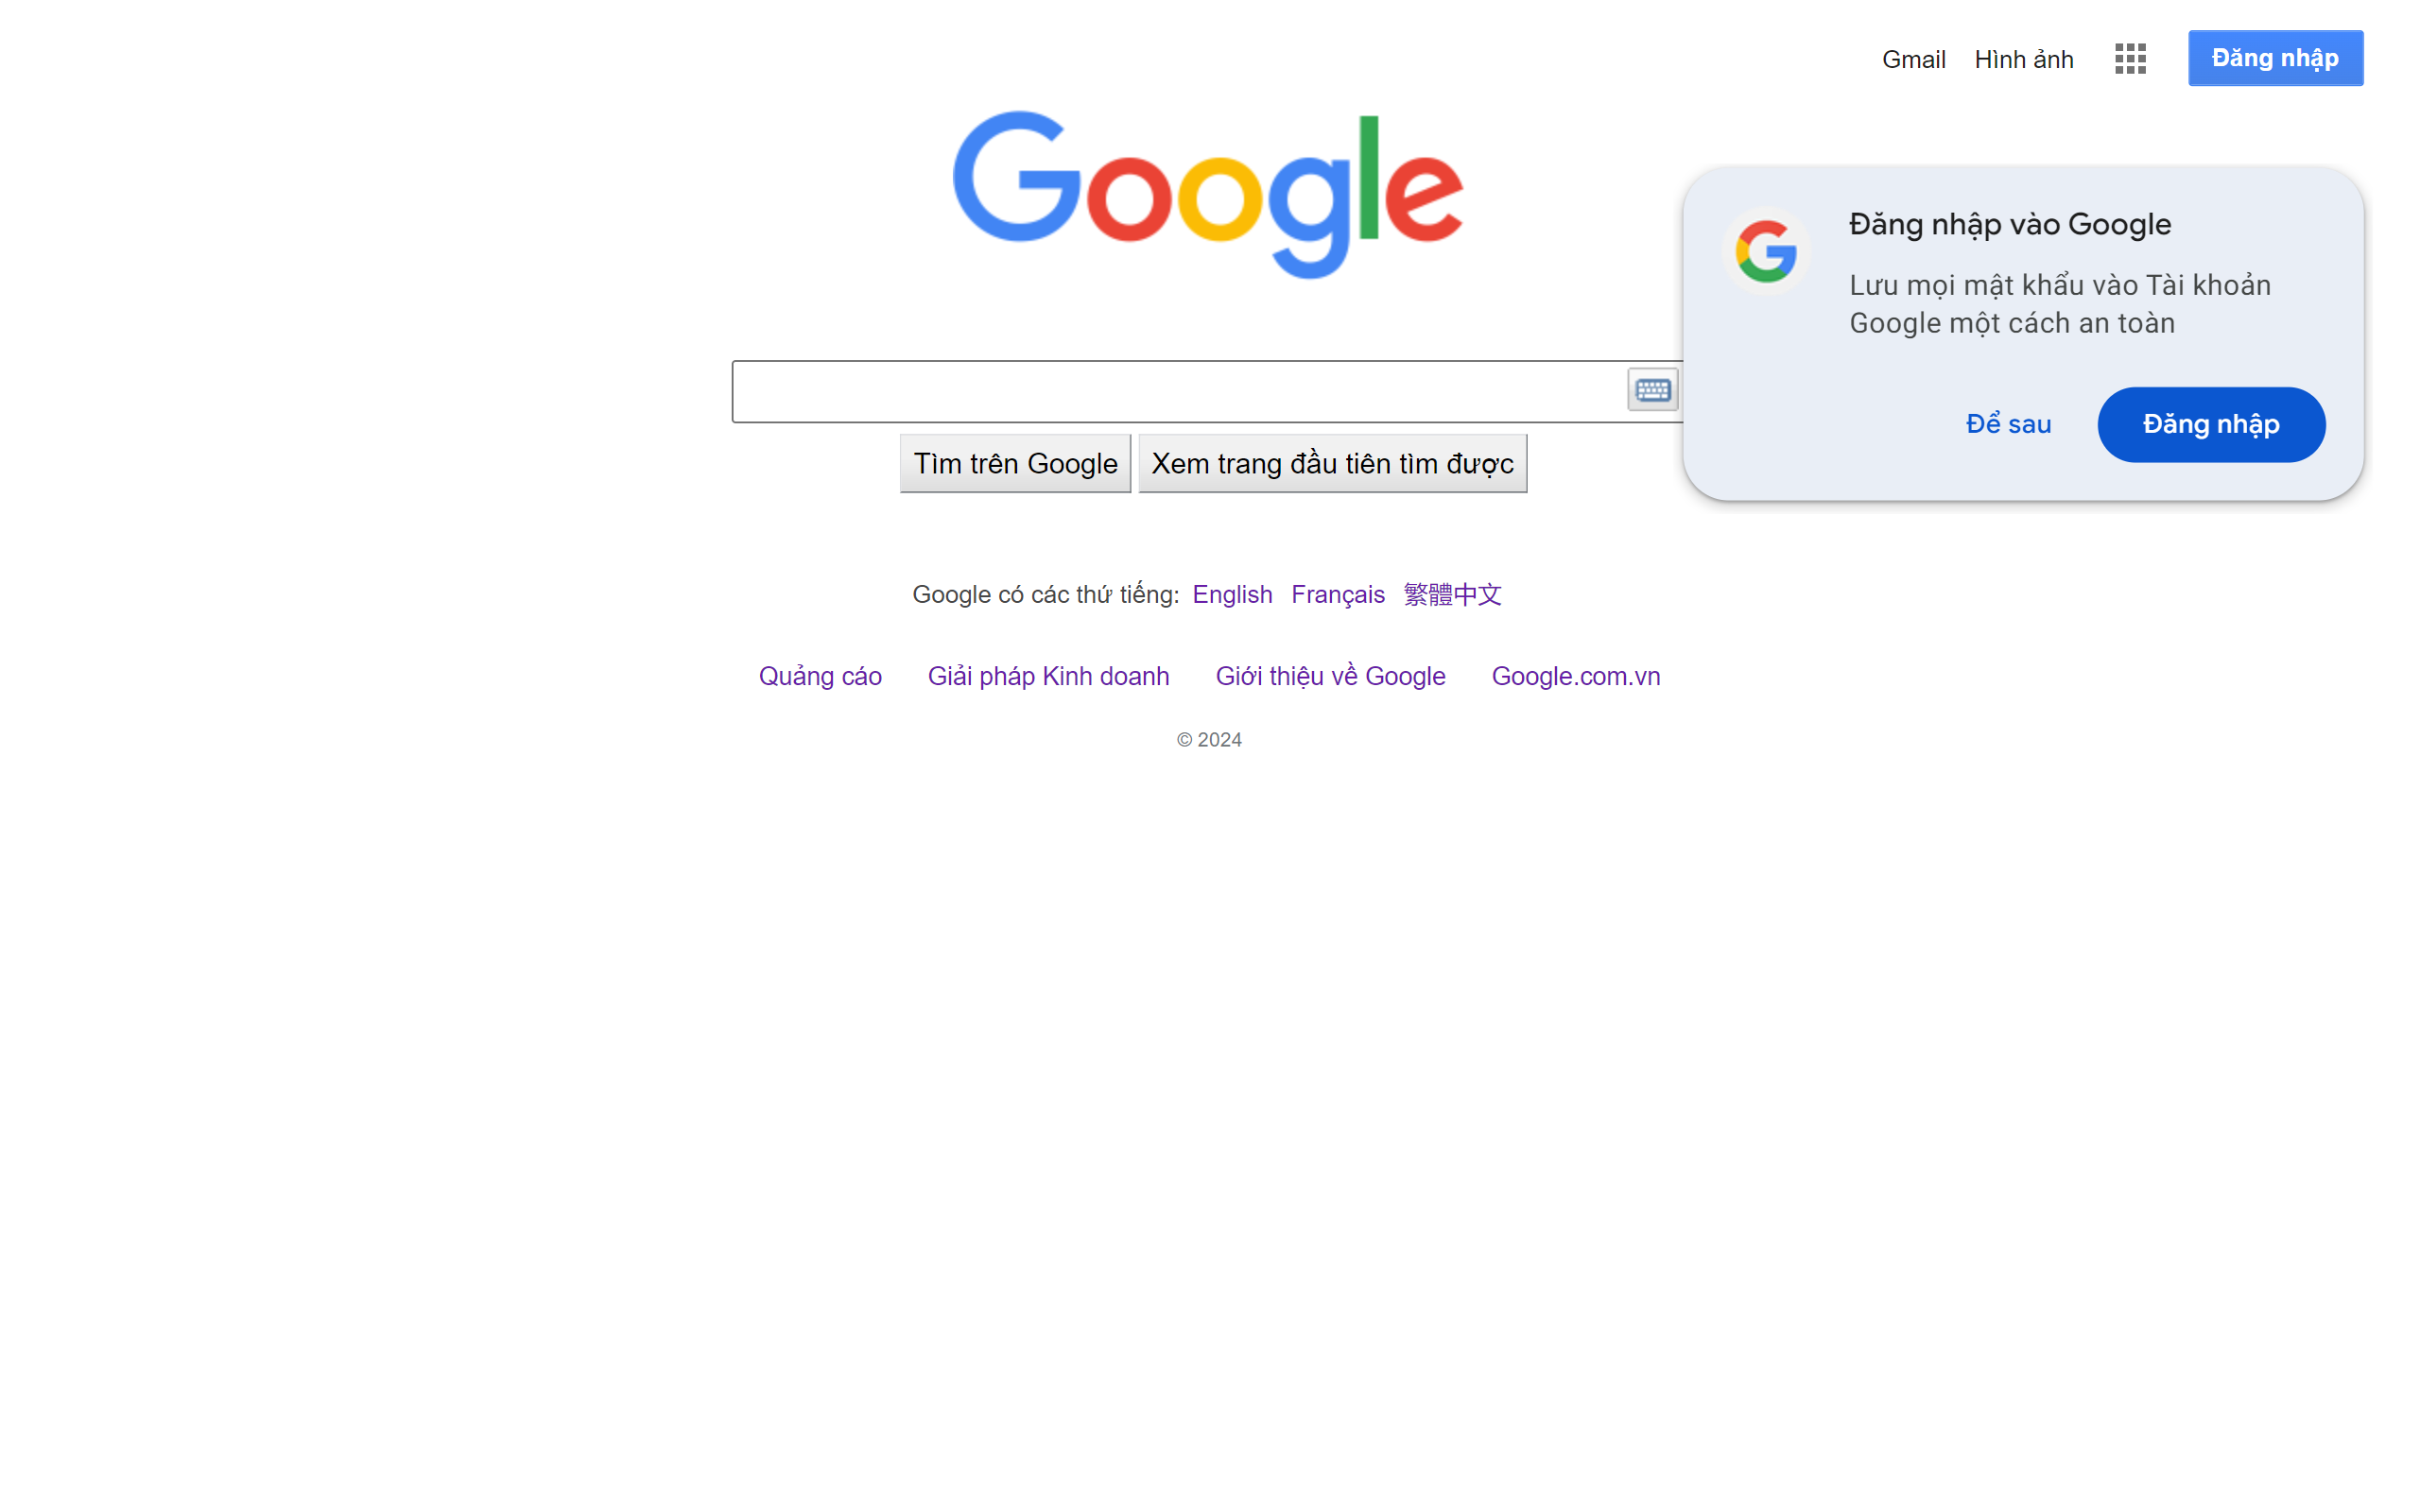 Gmail Hình ảnh Đăng nhập
Google
Đăng nhập vào Google
Lưu mọi mật khẩu vào Tài khoản
Google một cách an toàn
Để sau Đăng nhập
Tìm trên Google Xem trang đầu tiên tìm được
Google có các thứ tiếng: English Français 繁體中文
Quảng cáo Giải pháp Kinh doanh Giới thiệu về Google Google.com.vn
© 2024